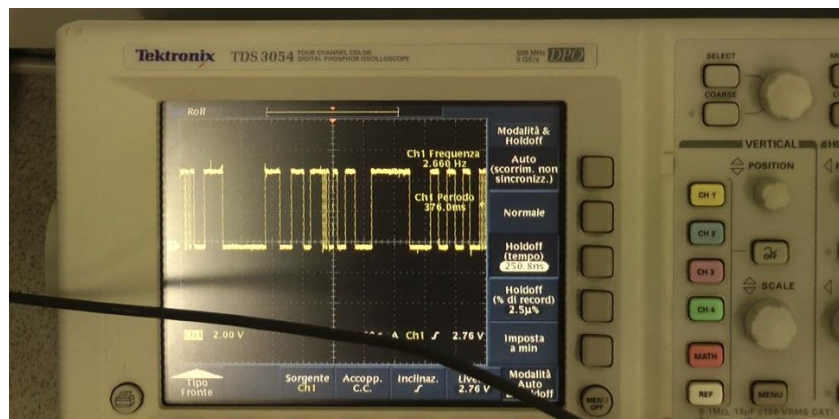 Tektronix TDS 3054 FOUR CHANNEL COLOR
DIGITAL PHOSPHOR OSCILLOSCOPE
500 MHz
5 GS/s DPO
Roll
Ch1 Frequenza
2.660 Hz
Ch1 Periodo
376.0ms
Ch1 2.00 V
A Ch1 2.76 V
Modalità &
Holdoff
Auto
(scorrim. non
sincronizz.)
Normale
Holdoff
(tempo)
250.8ns
Holdoff
(% di record)
2.5µ%
Imposta
a min
Tipo
Fronte
Sorgente
Ch1
Accopp.
C.C.
Inclinaz.
2.76 V
Modalità
Auto
MENU
OFF
SELECT
COARSE
VERTICAL
POSITION
CH 1
CH 2
OFF
CH 3
SCALE
CH 4
MATH
REF
MENU